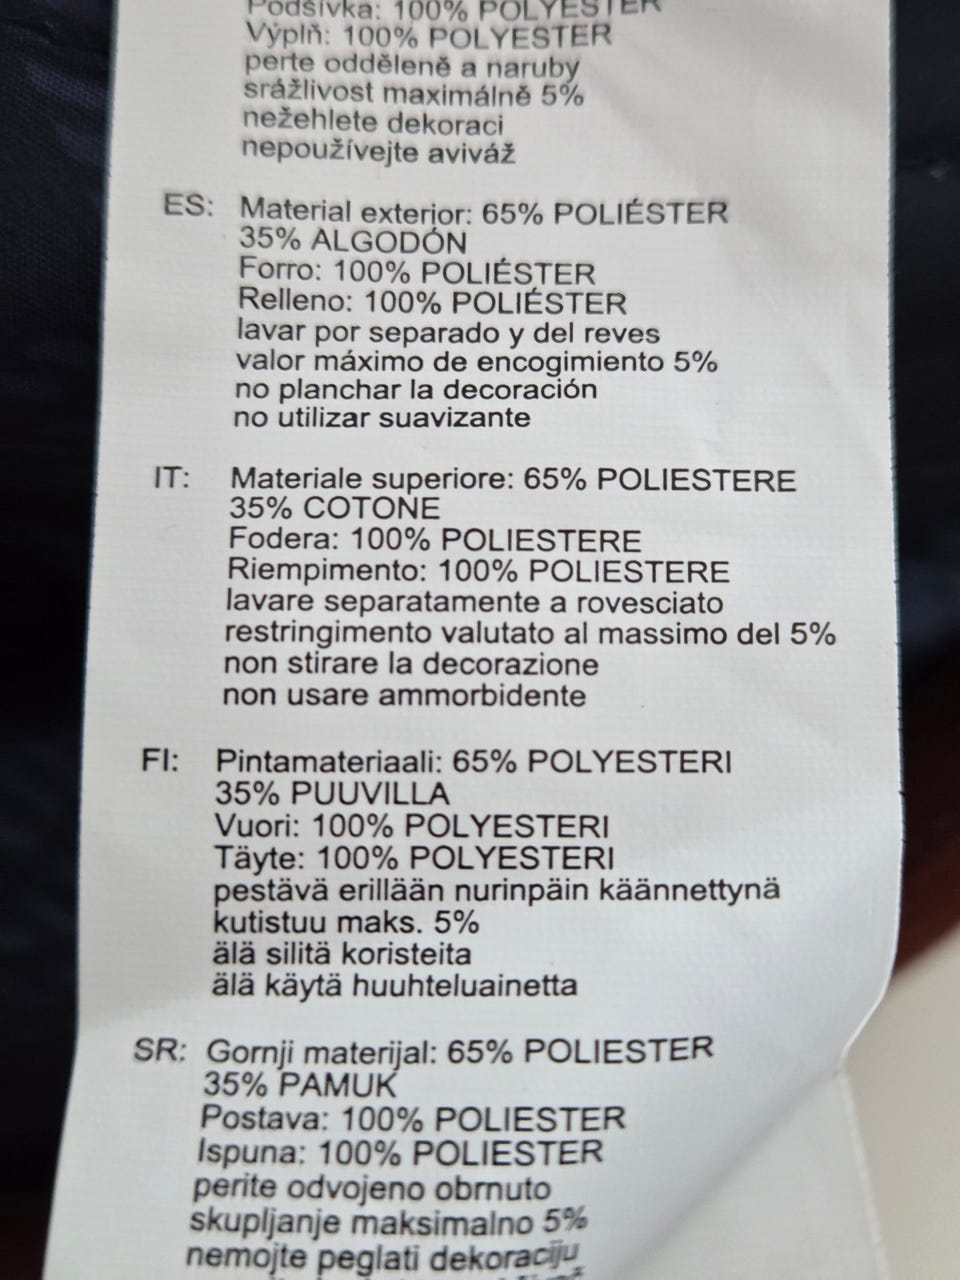 Podšívka: 100% POLYESTER
Výplň: 100% POLYESTER
perte odděleně a naruby
srážlivost maximálně 5%
nežehlete dekoraci
nepoužívejte aviváž
ES: Material exterior: 65% POLIÉSTER
35% ALGODÓN
Forro: 100% POLIÉSTER
Relleno: 100% POLIÉSTER
lavar por separado y del reves
valor máximo de encogimiento 5%
no planchar la decoración
no utilizar suavizante
IT: Materiale superiore: 65% POLIESTERE
35% COTONE
Fodera: 100% POLIESTERE
Riempimento: 100% POLIESTERE
lavare separatamente a rovesciato
restringimento valutato al massimo del 5%
non stirare la decorazione
non usare ammorbidente
FI: Pintamateriaali: 65% POLYESTERI
35% PUUVILLA
Vuori: 100% POLYESTERI
Täyte: 100% POLYESTERI
pestävä erillään nurinpäin käännettynä
kutistuu maks. 5%
älä silitä koristeita
älä käytä huuhteluainetta
SR: Gornji materijal: 65% POLIESTER
35% PAMUK
Postava: 100% POLIESTER
Ispuna: 100% POLIESTER
perite odvojeno obrnuto
skupljanje maksimalno 5%
nemojte peglati dekoraciju